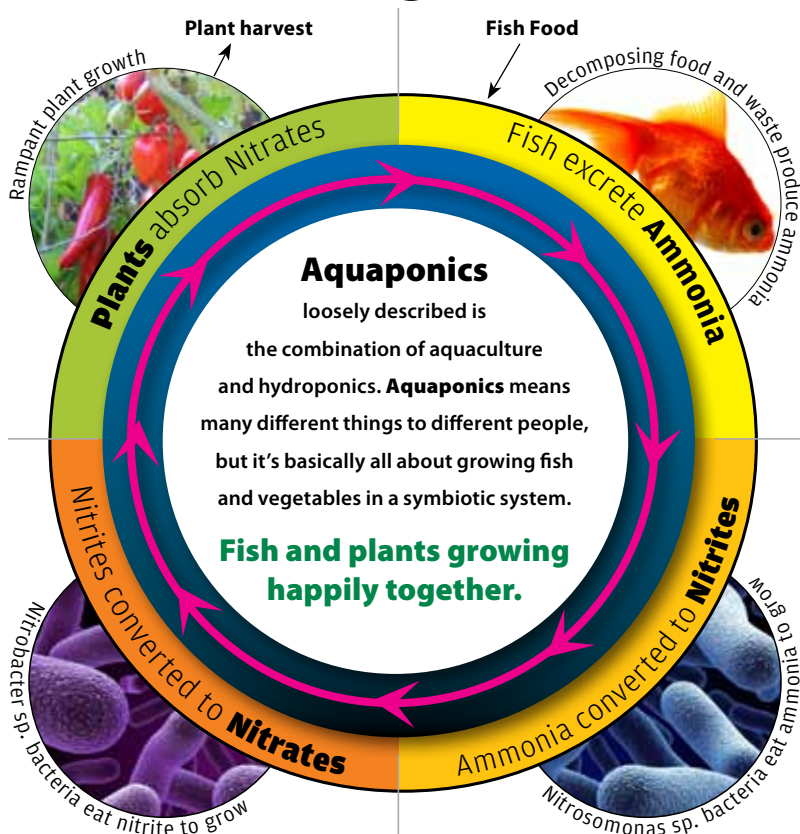 Plant harvest
Fish Food
Rampant plant growth
Decomposing food and waste produce ammonia
Plants absorb Nitrates
Fish excrete Ammonia
Aquaponics
loosely described is
the combination of aquaculture
and hydroponics. Aquaponics means
many different things to different people,
but it's basically all about growing fish
and vegetables in a symbiotic system.
Fish and plants growing
happily together.
Nitrites converted to Nitrates
Ammonia converted to Nitrites
Nitrobacter sp. bacteria eat nitrite to grow
Nitrosomonas sp. bacteria eat ammonia to grow